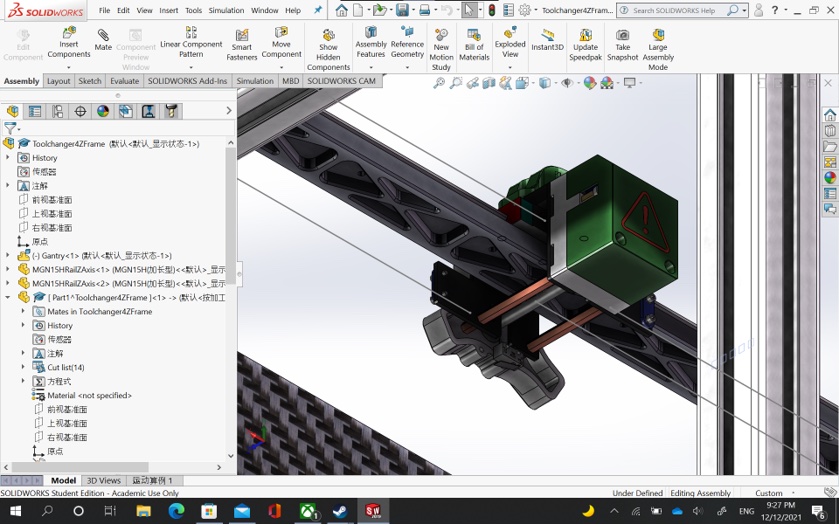 SOLIDWORKS
File Edit View Insert Tools Simulation Window Help
Toolchanger4ZFram...
Search SOLIDWORKS Help
Edit Component
Insert Components
Mate
Component Preview Window
Linear Component Pattern
Smart Fasteners
Move Component
Show Hidden Components
Assembly Features
Reference Geometry
New Motion Study
Bill of Materials
Exploded View
Instant3D
Update Speedpak
Take Snapshot
Large Assembly Mode
Assembly Layout Sketch Evaluate SOLIDWORKS Add-Ins Simulation MBD SOLIDWORKS CAM
Toolchanger4ZFrame (默认<默认_显示状态-1>)
History
传感器
注解
前视基准面
上视基准面
右视基准面
原点
(-) Gantry<1> (默认<默认_显示状态-1>)
MGN15HRailZAxis<1> (MGN15H(加长型)<<默认>_显示
MGN15HRailZAxis<2> (MGN15H(加长型)<<默认>_显示
[ Part1^Toolchanger4ZFrame ]<1> -> (默认<按加工
Mates in Toolchanger4ZFrame
History
传感器
注解
Cut list(14)
方程式
Material <not specified>
前视基准面
上视基准面
右视基准面
原点
Model 3D Views 运动算例 1
SOLIDWORKS Student Edition - Academic Use Only
Under Defined Editing Assembly Custom
ENG
9:27 PM
12/12/2021